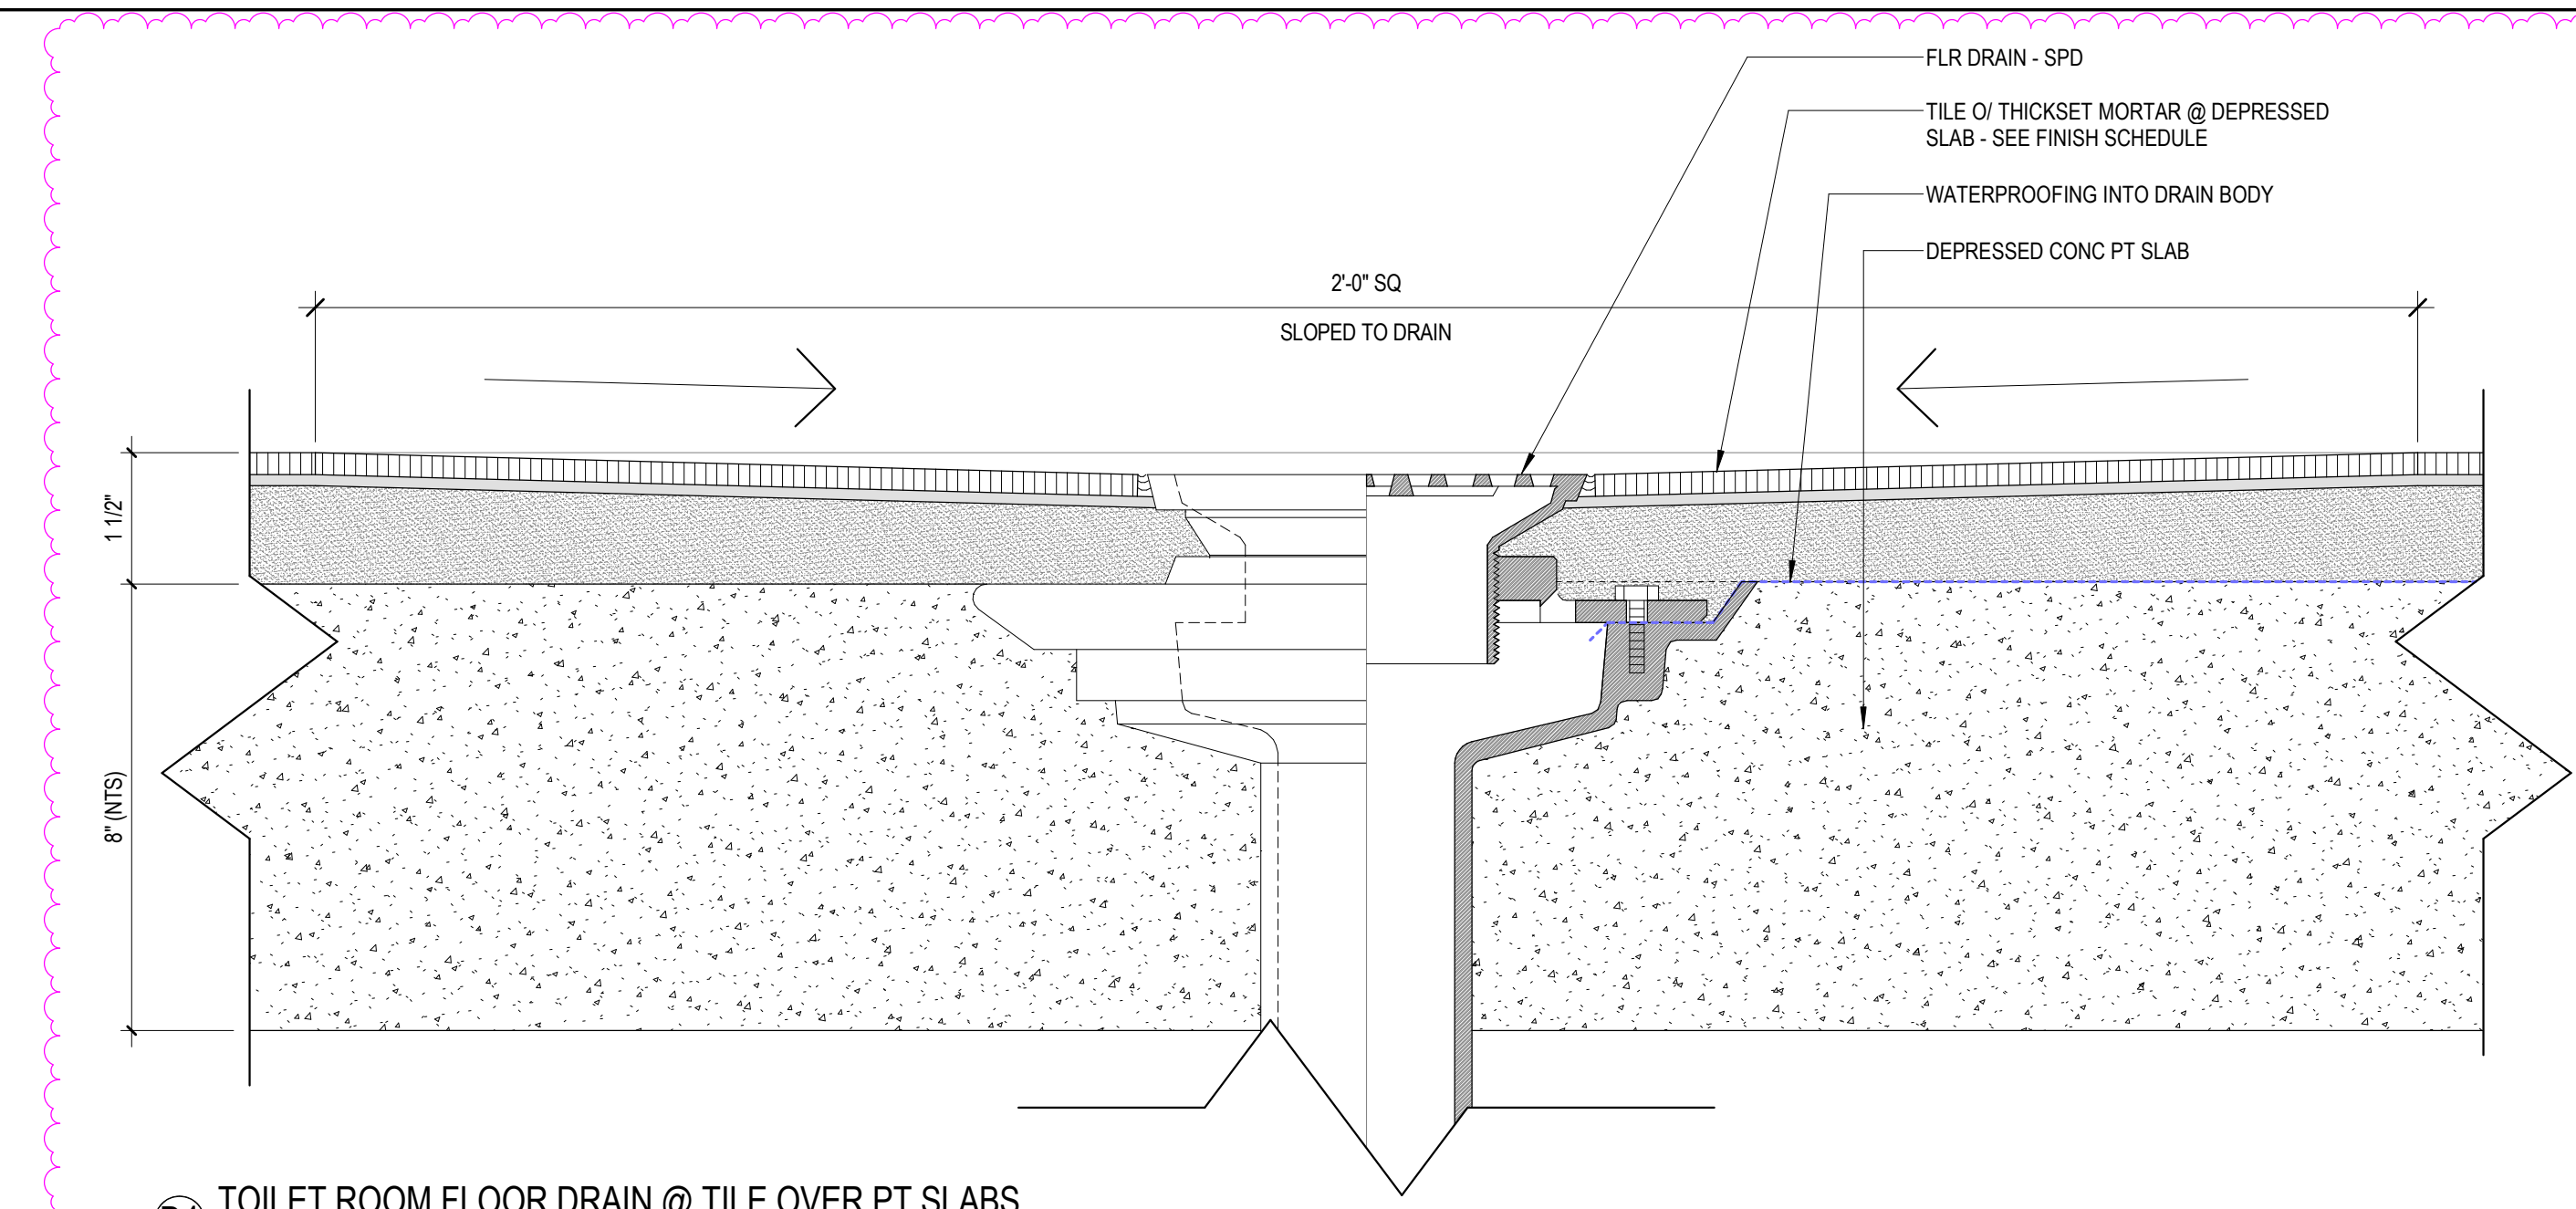 FLR DRAIN - SPD
TILE O/ THICKSET MORTAR @ DEPRESSED
SLAB - SEE FINISH SCHEDULE
WATERPROOFING INTO DRAIN BODY
DEPRESSED CONC PT SLAB
2'-0" SQ
SLOPED TO DRAIN
1 1/2"
8" (NTS)
TOILET ROOM FLOOR DRAIN @ TILE OVER PT SLABS